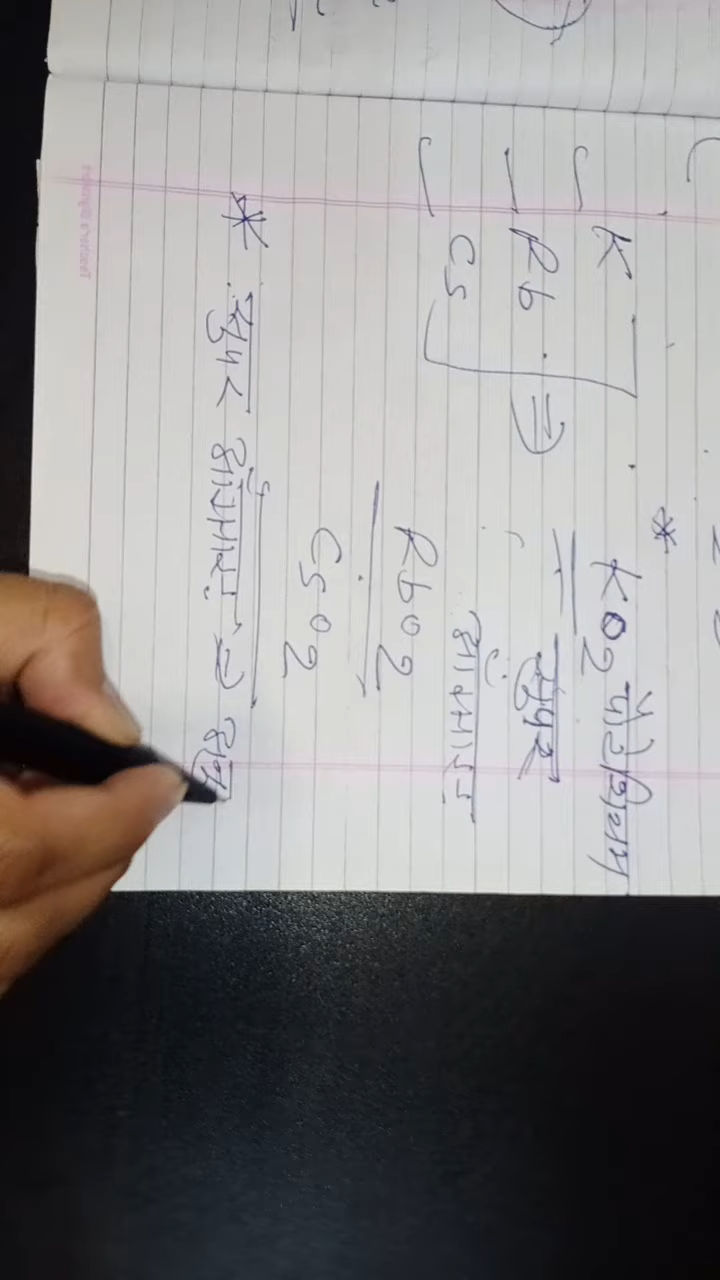 *
K
KO2 पोटेशियम
Rb ⇒
सुपर
Cs
ऑक्साइड
RbO2
CsO2
* सुपर ऑक्साइड ⇒